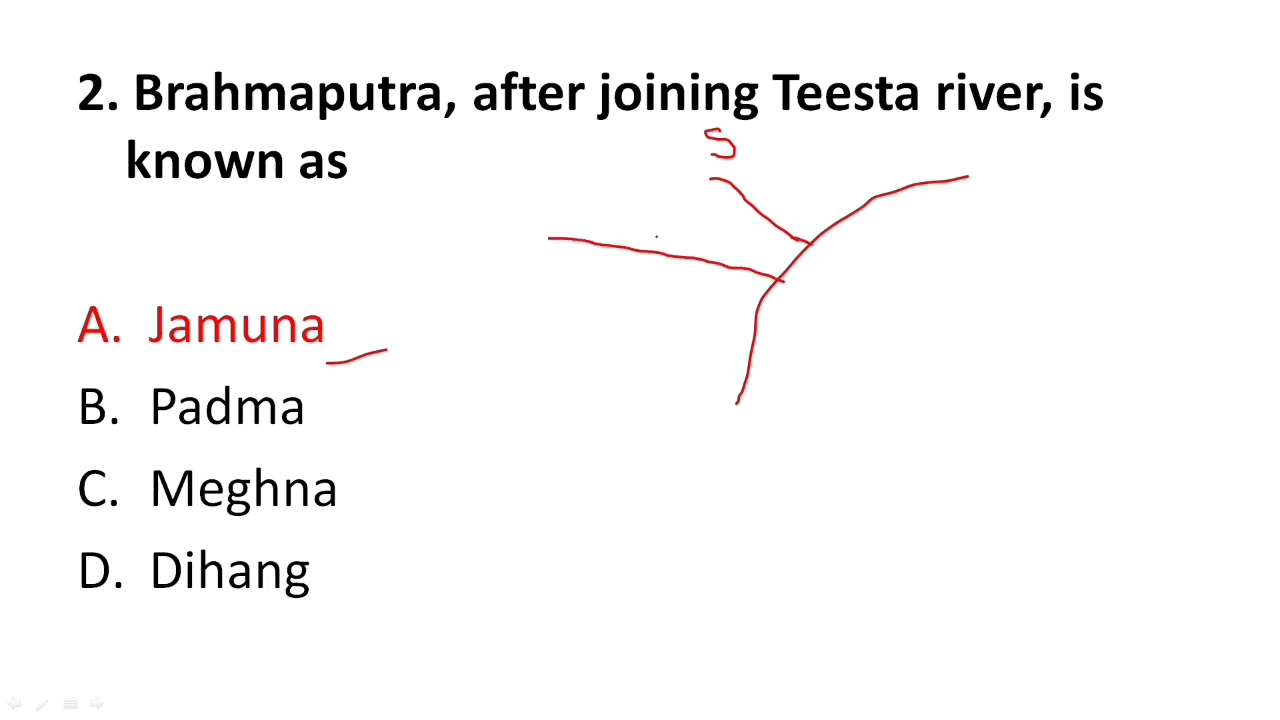 2. Brahmaputra, after joining Teesta river, is
known as
S
A. Jamuna
B. Padma
C. Meghna
D. Dihang